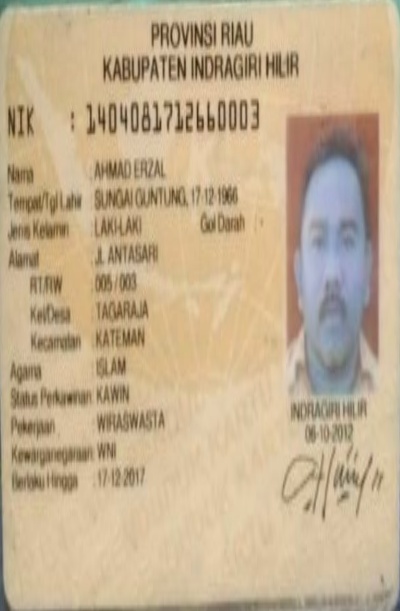 PROVINSI RIAU
KABUPATEN INDRAGIRI HILIR
NIK : 1404081712660003
Nama : AHMAD ERZAL
Tempat/Tgl Lahir : SUNGAI GUNTUNG, 17-12-1966
Jenis Kelamin : LAKI-LAKI Gol Darah : -
Alamat : JL ANTASARI
RT/RW : 005 / 003
Kel/Desa : TAGARAJA
Kecamatan : KATEMAN
Agama : ISLAM
Status Perkawinan : KAWIN
Pekerjaan : WIRASWASTA
Kewarganegaraan : WNI
Berlaku Hingga : 17-12-2017
INDRAGIRI HILIR
06-10-2012